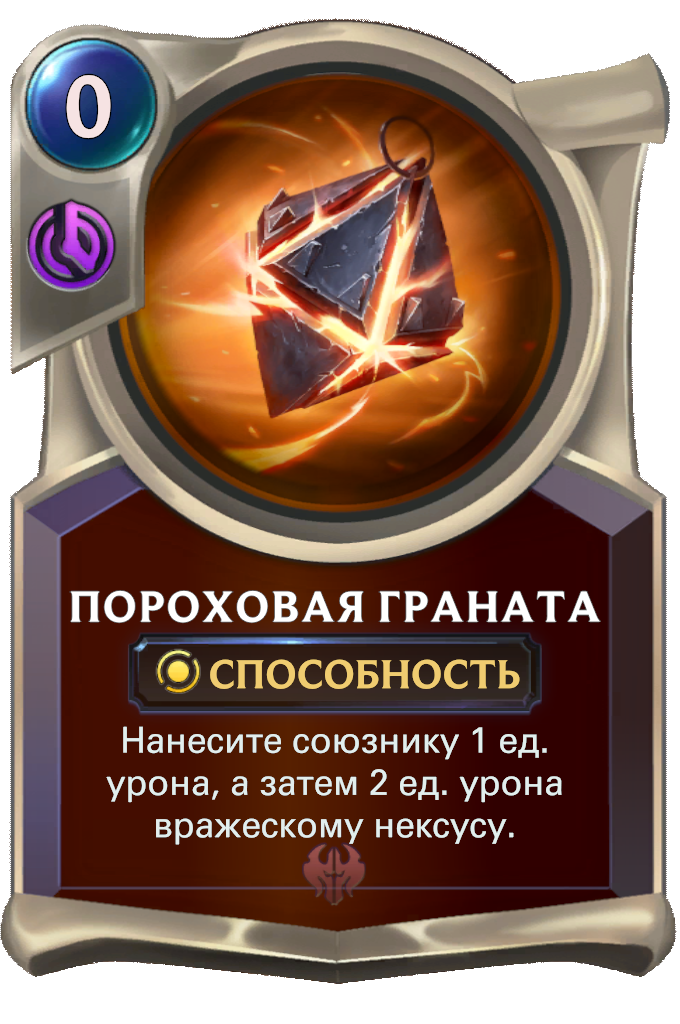 0
ПОРОХОВАЯ ГРАНАТА
СПОСОБНОСТЬ
Нанесите союзнику 1 ед.
урона, а затем 2 ед. урона
вражескому нексусу.